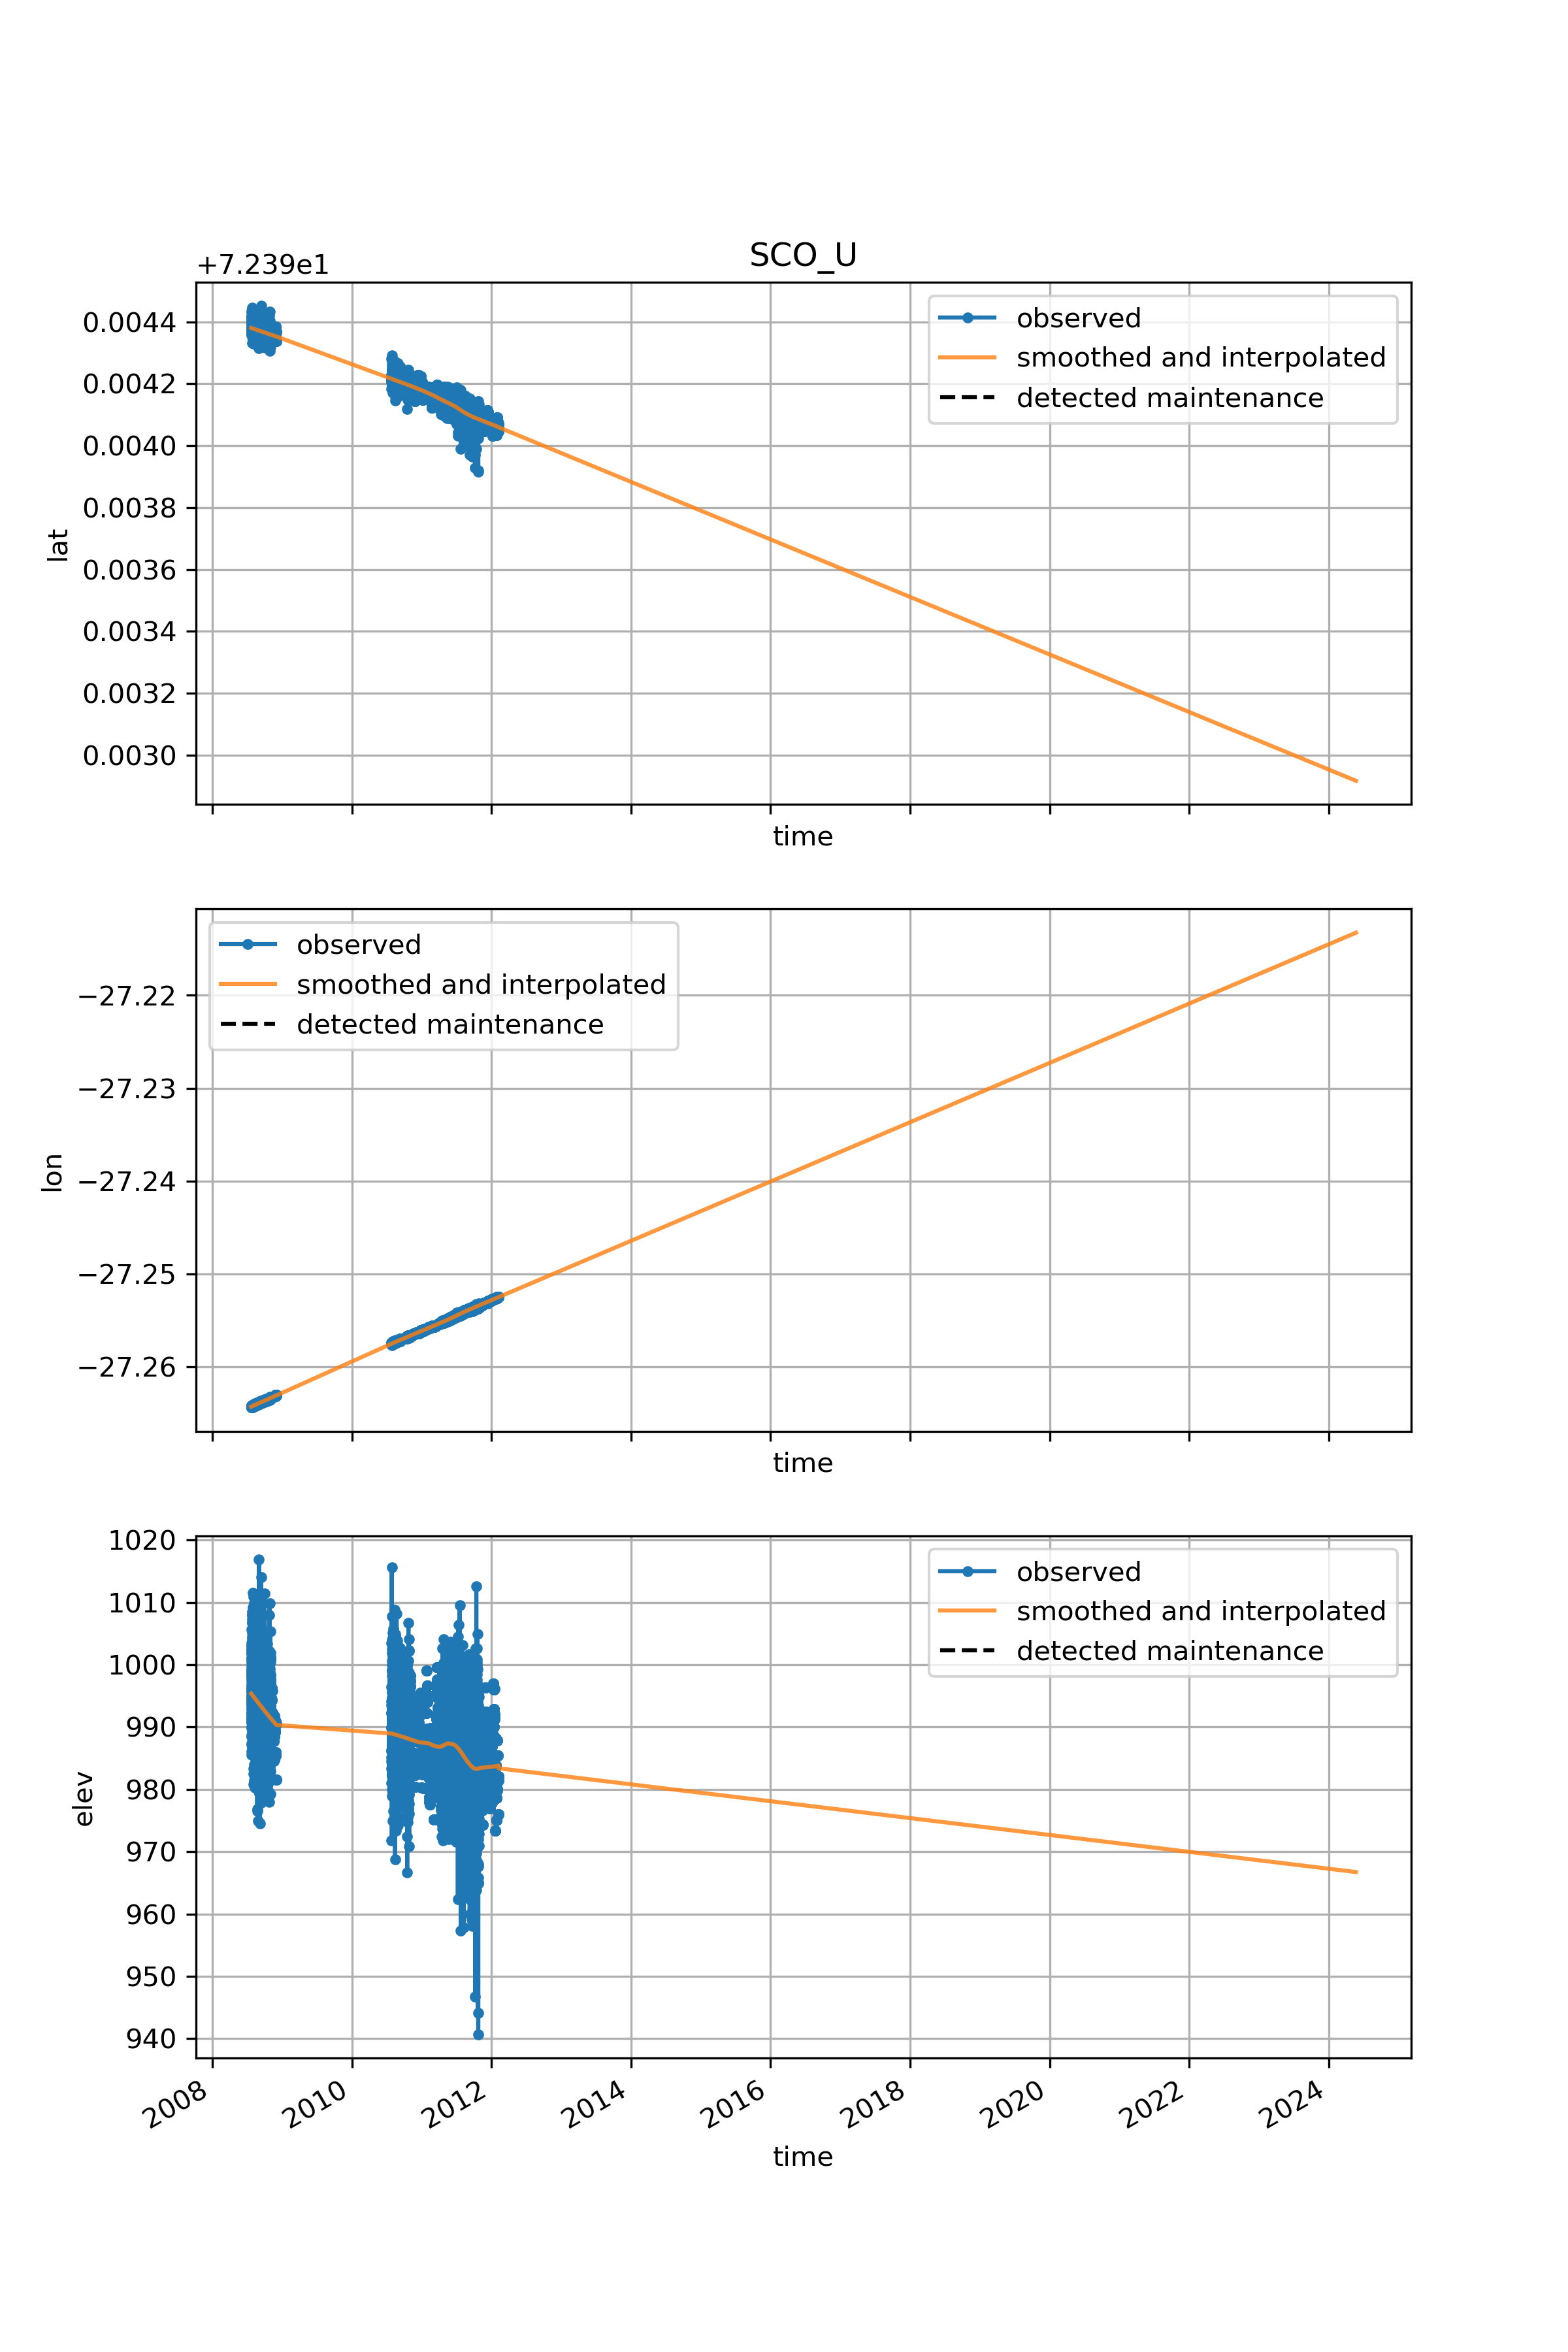 SCO_U
+7.239e1
0.0044
0.0042
0.0040
0.0038
0.0036
0.0034
0.0032
0.0030
lat
observed
smoothed and interpolated
detected maintenance
time
−27.22
−27.23
−27.24
−27.25
−27.26
lon
observed
smoothed and interpolated
detected maintenance
time
1020
1010
1000
990
980
970
960
950
940
elev
observed
smoothed and interpolated
detected maintenance
2008 2010 2012 2014 2016 2018 2020 2022 2024
time